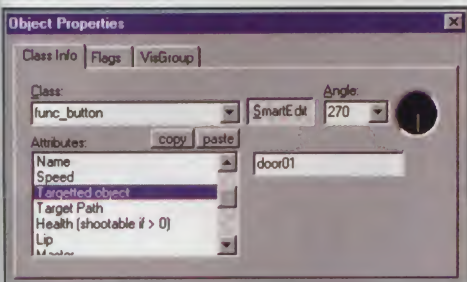 Object Properties
Class Info Flags VisGroup
Class: Angle:
func_button SmartEdit 270
Attributes: copy paste
Name door01
Speed
Targetted object
Target Path
Health (shootable if > 0)
Lip
Master